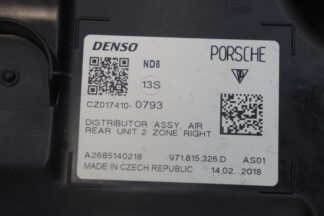 DENSO ND8 PORSCHE
13S
CZ017410-0793
DISTRIBUTOR ASSY, AIR
REAR UNIT 2 ZONE RIGHT
A2685140218 971.815.326.D AS01
MADE IN CZECH REPUBLIC 14.02.2018